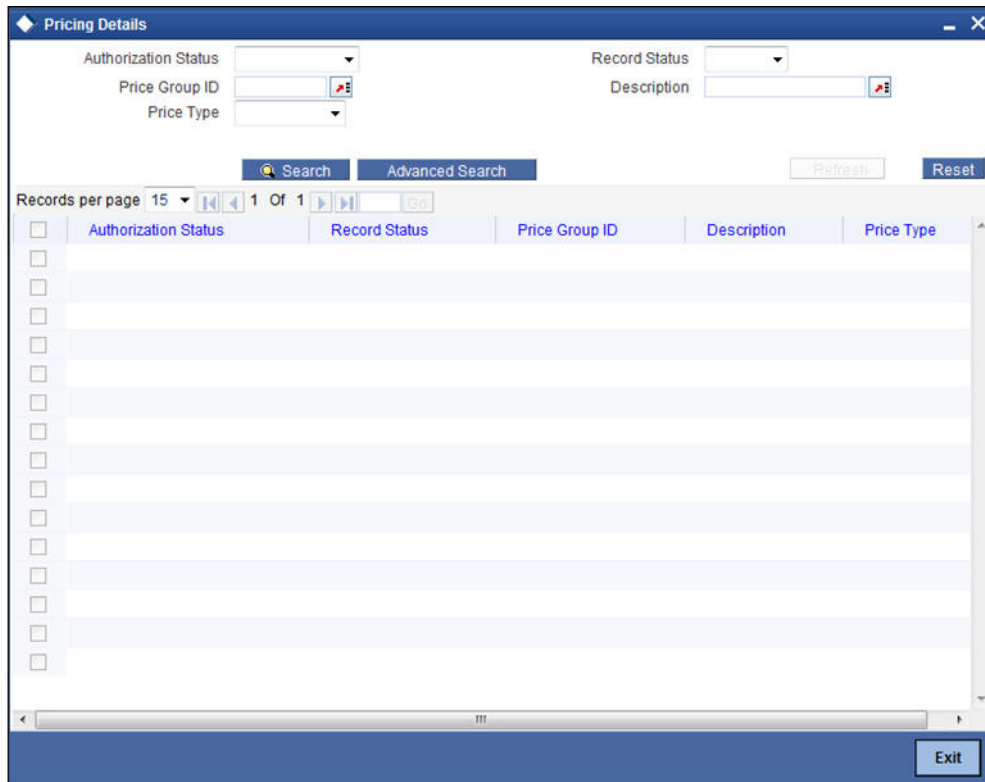 Pricing Details
Authorization Status Record Status
Price Group ID Description
Price Type
Search Advanced Search Refresh Reset
Records per page 15 1 Of 1 Go
Authorization Status Record Status Price Group ID Description Price Type
Exit